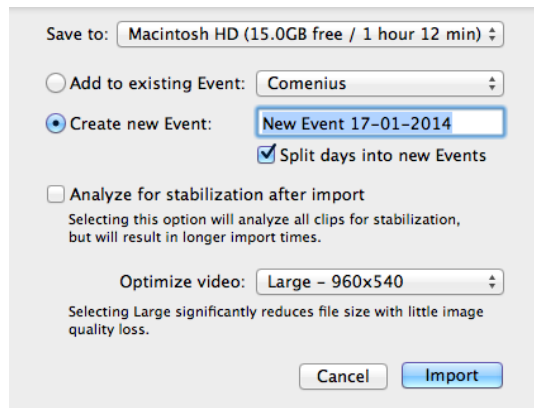 Save to: Macintosh HD (15.0GB free / 1 hour 12 min)
Add to existing Event: Comenius
Create new Event: New Event 17-01-2014
Split days into new Events
Analyze for stabilization after import
Selecting this option will analyze all clips for stabilization,
but will result in longer import times.
Optimize video: Large - 960x540
Selecting Large significantly reduces file size with little image
quality loss.
Cancel Import